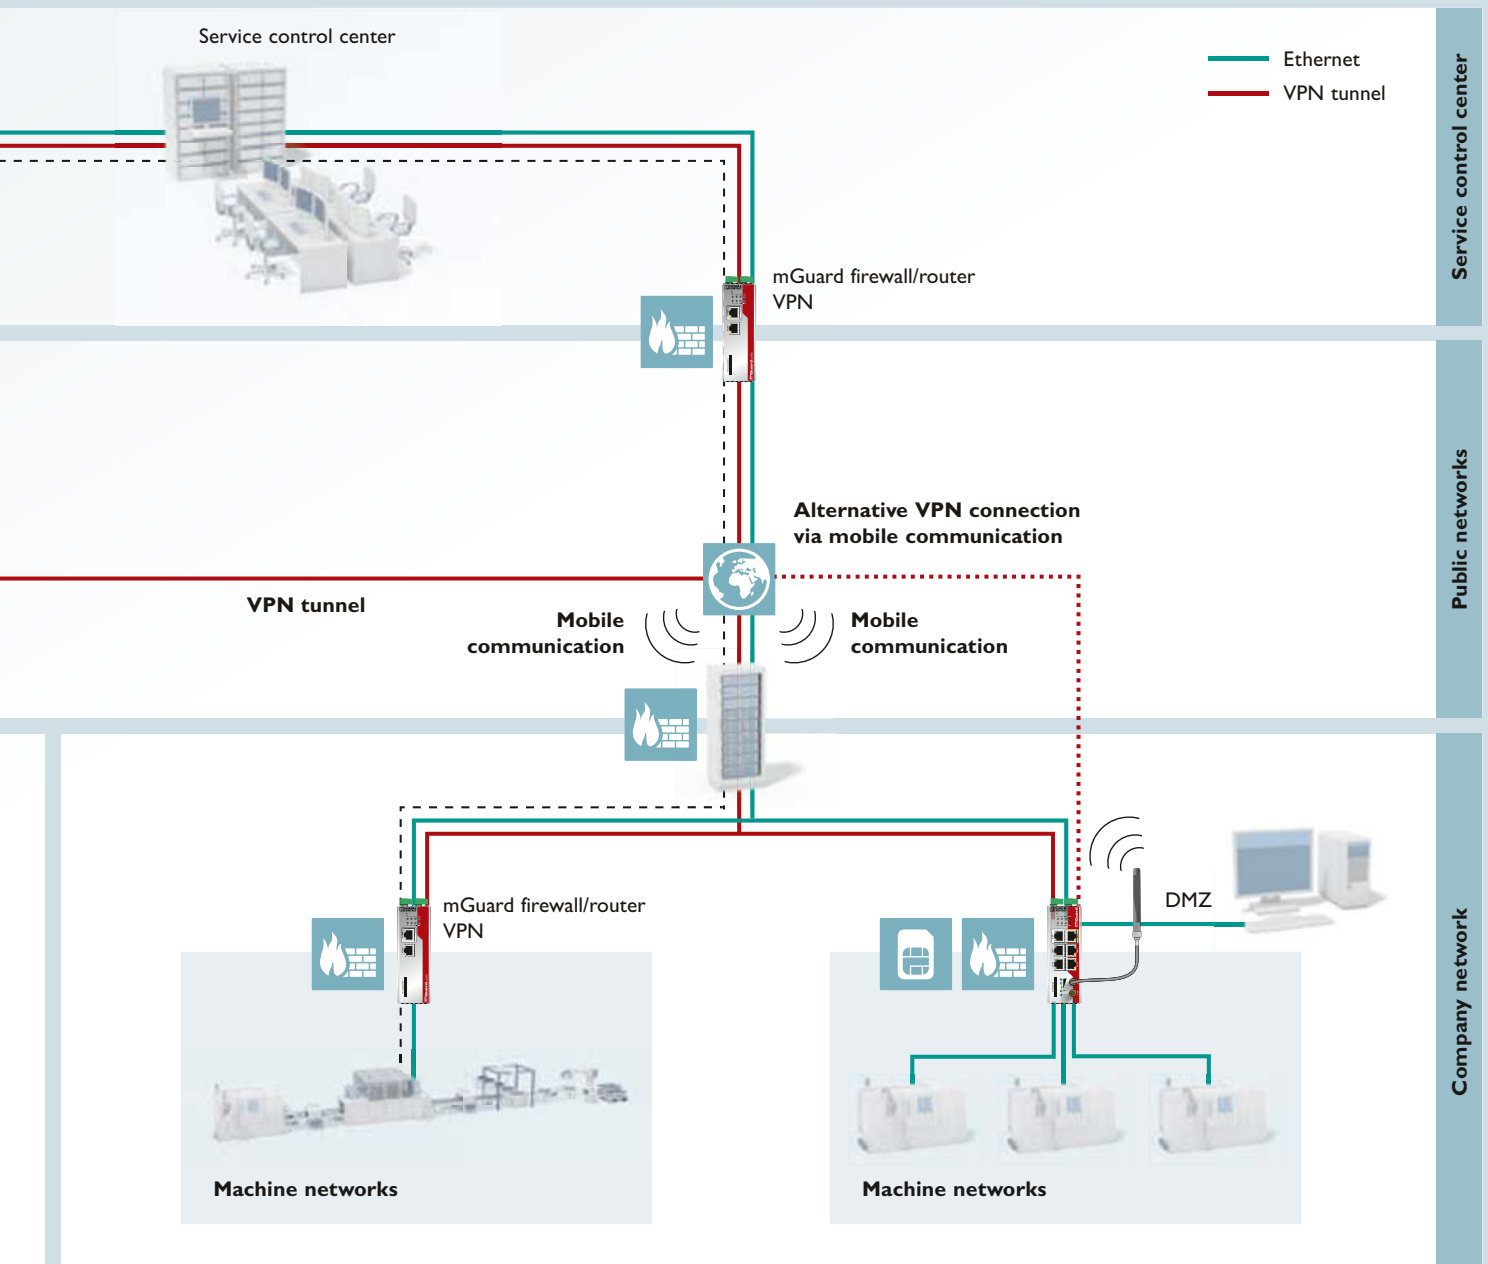 Service control center
Ethernet
VPN tunnel
Service control center
mGuard firewall/router
VPN
Public networks
Alternative VPN connection
via mobile communication
VPN tunnel
Mobile
communication
Mobile
communication
Company network
mGuard firewall/router
VPN
DMZ
Machine networks
Machine networks